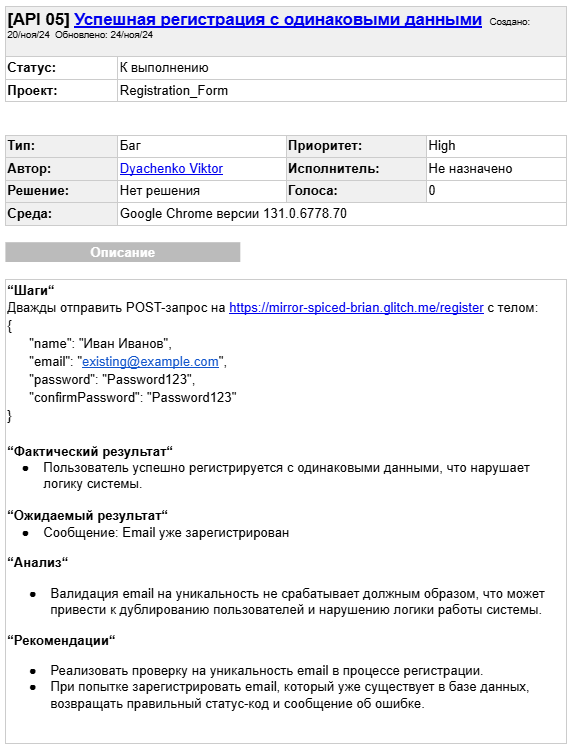 [API 05] Успешная регистрация с одинаковыми данными Создано:
20/ноя/24 Обновлено: 24/ноя/24
Статус: К выполнению
Проект: Registration_Form
Тип: Баг Приоритет: High
Автор: Dyachenko Viktor Исполнитель: Не назначено
Решение: Нет решения Голоса: 0
Среда: Google Chrome версии 131.0.6778.70
Описание
“Шаги“
Дважды отправить POST-запрос на https://mirror-spiced-brian.glitch.me/register с телом:
{
"name": "Иван Иванов",
"email": "existing@example.com",
"password": "Password123",
"confirmPassword": "Password123"
}
“Фактический результат“
● Пользователь успешно регистрируется с одинаковыми данными, что нарушает
логику системы.
“Ожидаемый результат“
● Сообщение: Email уже зарегистрирован
“Анализ“
● Валидация email на уникальность не срабатывает должным образом, что может
привести к дублированию пользователей и нарушению логики работы системы.
“Рекомендации“
● Реализовать проверку на уникальность email в процессе регистрации.
● При попытке зарегистрировать email, который уже существует в базе данных,
возвращать правильный статус-код и сообщение об ошибке.